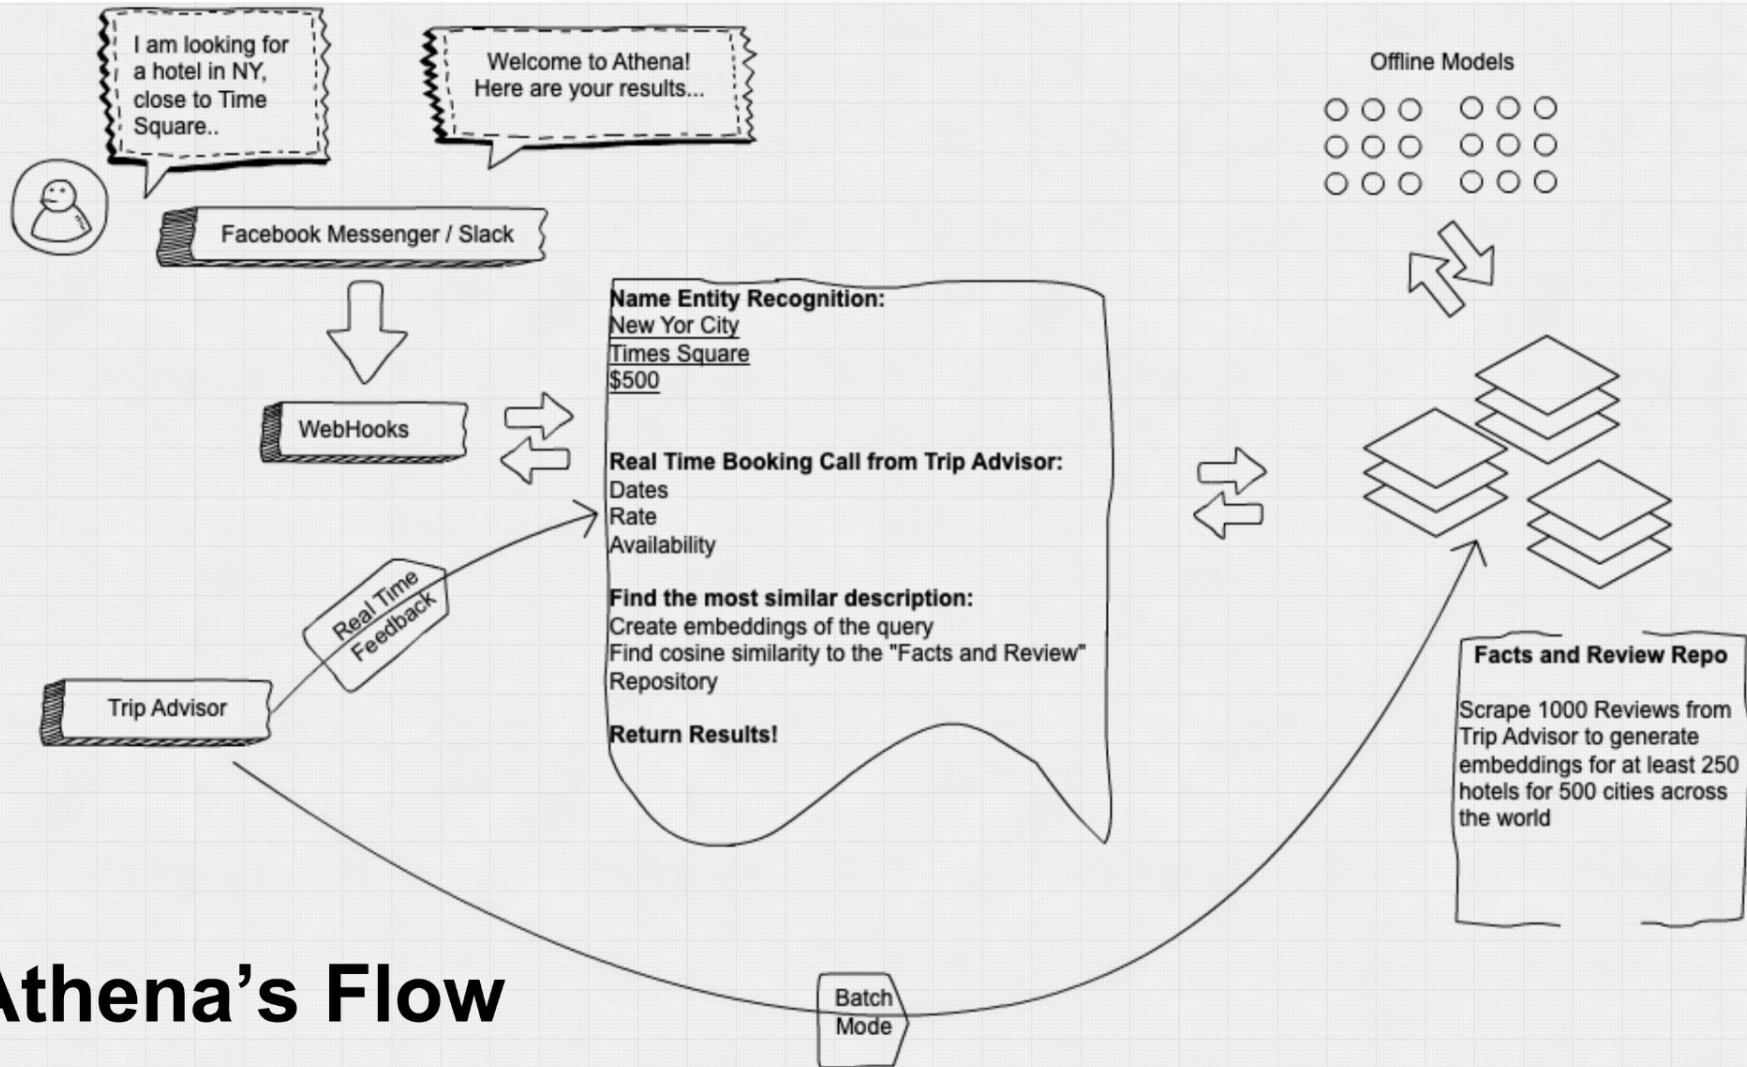 I am looking for
a hotel in NY,
close to Time
Square..
Welcome to Athena!
Here are your results...
Offline Models
Facebook Messenger / Slack
WebHooks
Name Entity Recognition:
New Yor City
Times Square
$500
Real Time Booking Call from Trip Advisor:
Dates
Rate
Availability
Find the most similar description:
Create embeddings of the query
Find cosine similarity to the "Facts and Review"
Repository
Return Results!
Real Time
Feedback
Trip Advisor
Facts and Review Repo
Scrape 1000 Reviews from
Trip Advisor to generate
embeddings for at least 250
hotels for 500 cities across
the world
Batch
Mode
Athena’s Flow